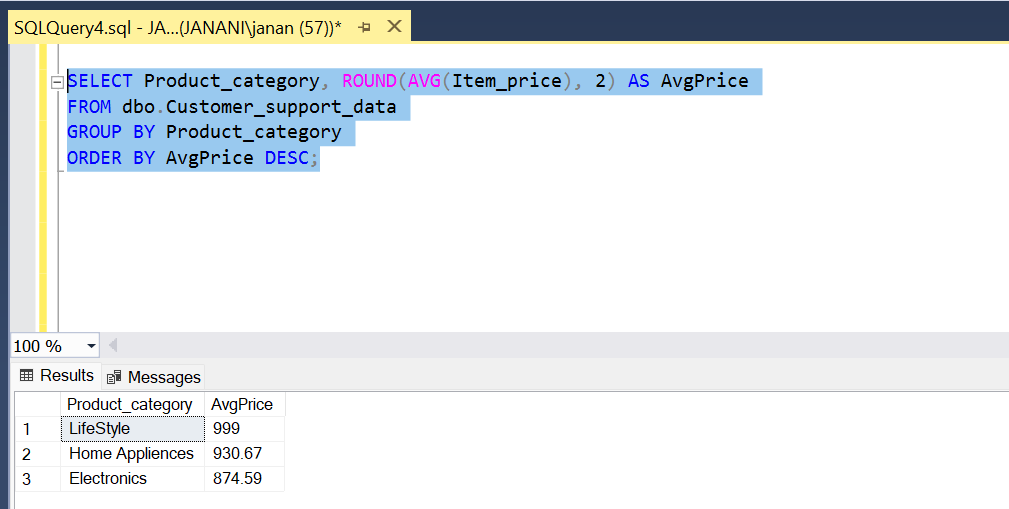 SQLQuery4.sql - JA...(JANANI\janan (57))*
SELECT Product_category, ROUND(AVG(Item_price), 2) AS AvgPrice
FROM dbo.Customer_support_data
GROUP BY Product_category
ORDER BY AvgPrice DESC;
100 %
Results Messages
Product_category AvgPrice
1 LifeStyle 999
2 Home Appliences 930.67
3 Electronics 874.59